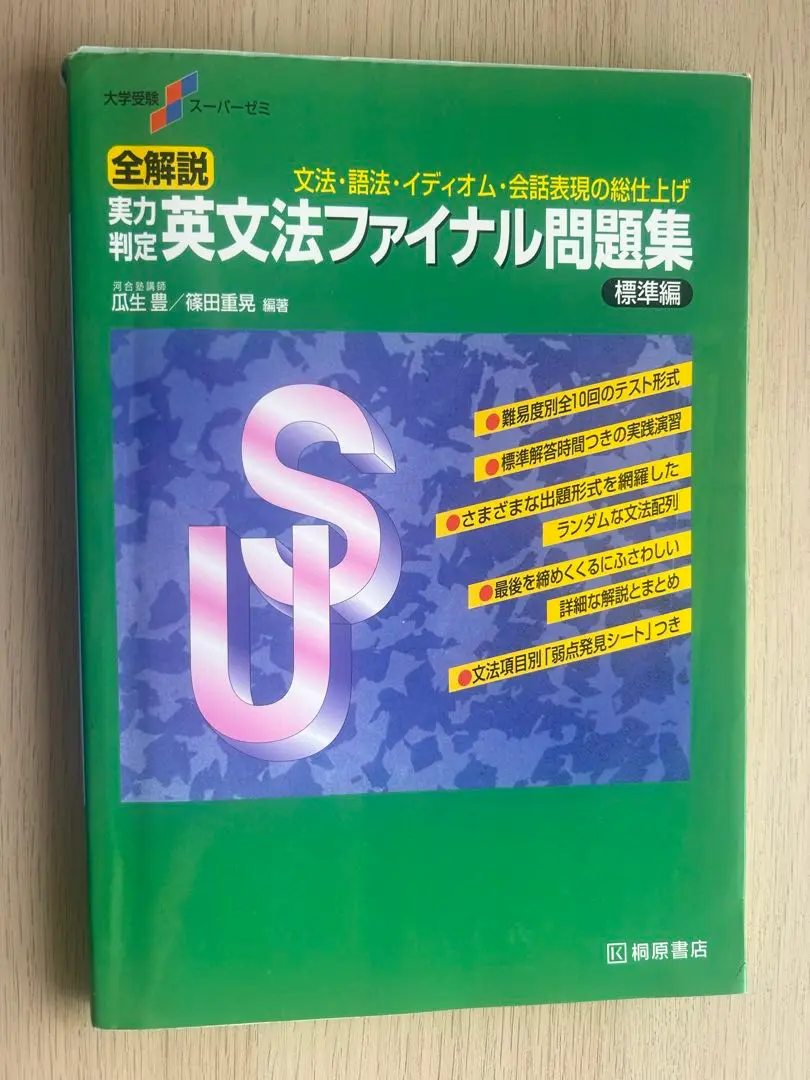 大学受験 スーパーゼミ
全解説
文法・語法・イディオム・会話表現の総仕上げ
実力判定 英文法ファイナル問題集
標準編
河合塾講師
瓜生 豊／篠田重晃 編著
SU
●難易度別全10回のテスト形式
●標準解答時間つきの実践演習
●さまざまな出題形式を網羅した
ランダムな文法配列
●最後を締めくくるにふさわしい
詳細な解説とまとめ
●文法項目別「弱点発見シート」つき
K 桐原書店